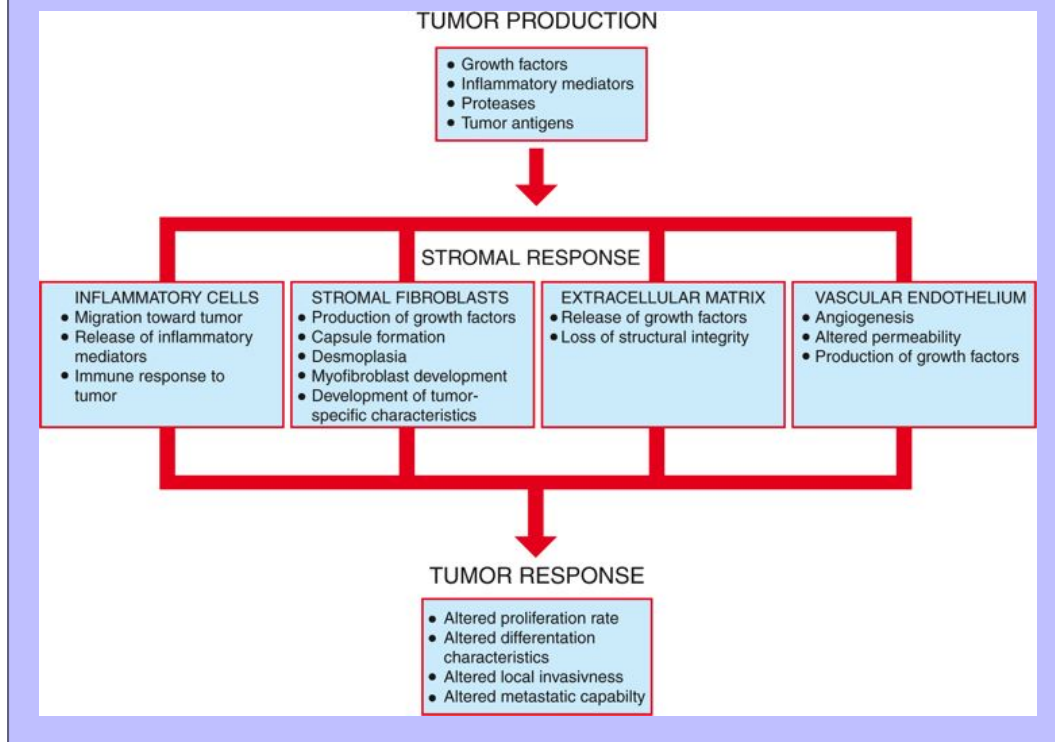 TUMOR PRODUCTION
• Growth factors
• Inflammatory mediators
• Proteases
• Tumor antigens
STROMAL RESPONSE
INFLAMMATORY CELLS
• Migration toward tumor
• Release of inflammatory
mediators
• Immune response to
tumor
STROMAL FIBROBLASTS
• Production of growth factors
• Capsule formation
• Desmoplasia
• Myofibroblast development
• Development of tumor-
specific characteristics
EXTRACELLULAR MATRIX
• Release of growth factors
• Loss of structural integrity
VASCULAR ENDOTHELIUM
• Angiogenesis
• Altered permeability
• Production of growth factors
TUMOR RESPONSE
• Altered proliferation rate
• Altered differentation
characteristics
• Altered local invasivness
• Altered metastatic capabilty